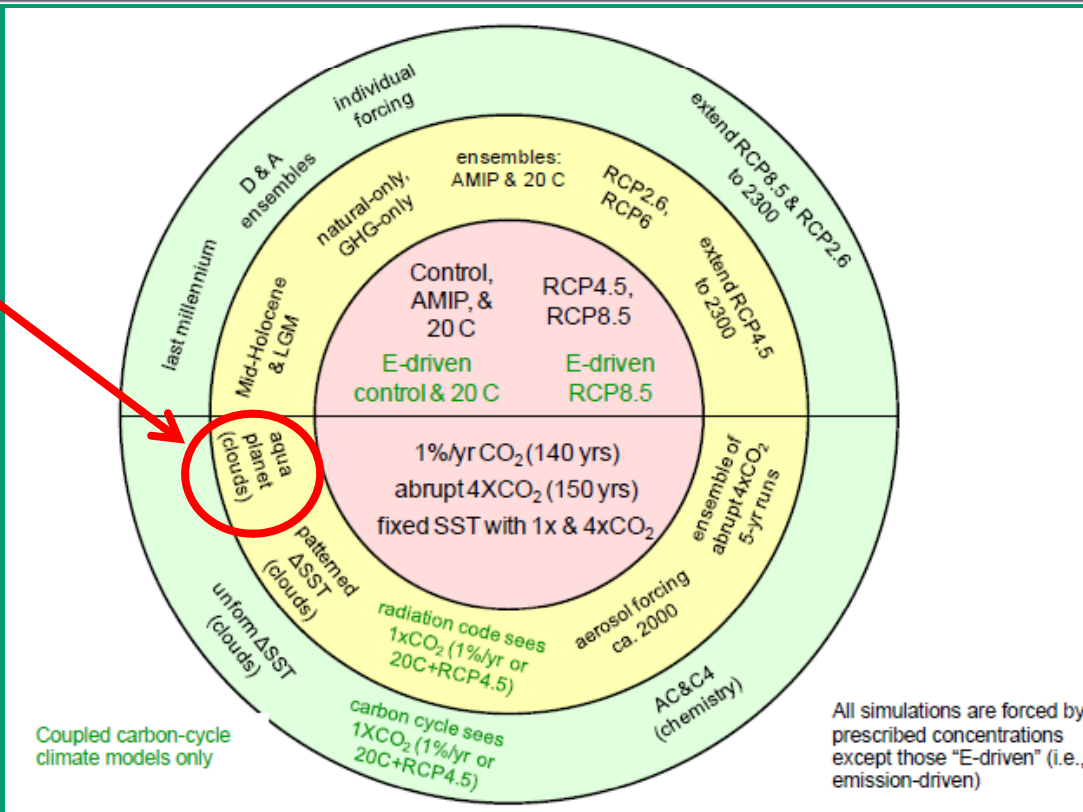 individual
forcing
D & A
ensembles
last millennium
extend RCP8.5 & RCP2.6
to 2300
ensembles:
AMIP & 20 C
natural-only,
GHG-only
RCP2.6,
RCP6
Mid-Holocene
& LGM
extend RCP4.5
to 2300
Control,
AMIP, &
20 C
RCP4.5,
RCP8.5
E-driven
control & 20 C
E-driven
RCP8.5
aqua
planet
(clouds)
1%/yr CO₂ (140 yrs)
abrupt 4XCO₂ (150 yrs)
fixed SST with 1x & 4xCO₂
ensemble of
abrupt 4xCO₂
5-yr runs
patterned
ΔSST
(clouds)
radiation code sees
1xCO₂ (1%/yr or
20C+RCP4.5)
aerosol forcing
ca. 2000
unform ΔSST
(clouds)
carbon cycle sees
1XCO₂ (1%/yr or
20C+RCP4.5)
AC&C4
(chemistry)
Coupled carbon-cycle
climate models only
All simulations are forced by
prescribed concentrations
except those “E-driven” (i.e.,
emission-driven)